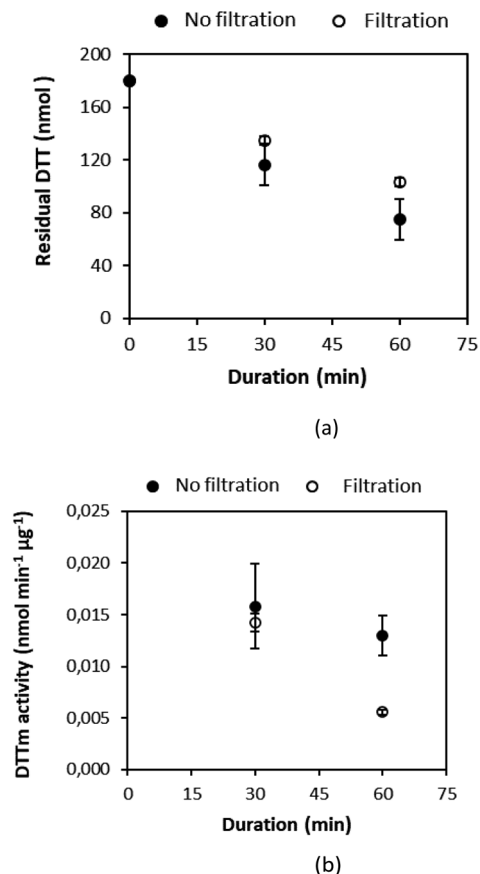 ● No filtration ○ Filtration
200
160
120
80
40
0
0 15 30 45 60 75
Residual DTT (nmol )
Duration (min)
(a)
● No filtration ○ Filtration
0,025
0,020
0,015
0,010
0,005
0,000
0 15 30 45 60 75
DTTm activity (nmol min⁻¹ µg⁻¹)
Duration (min)
(b)